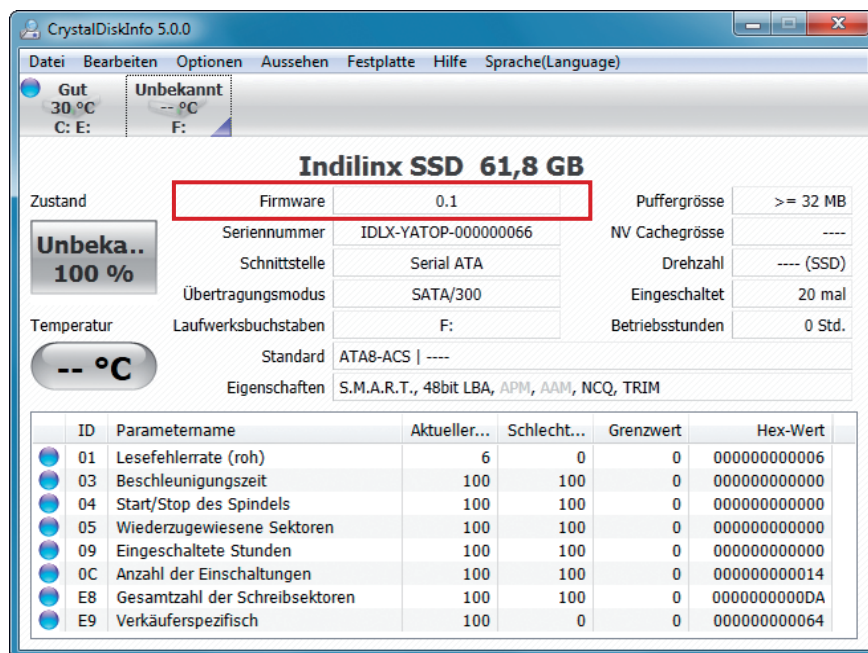 CrystalDiskInfo 5.0.0
Datei Bearbeiten Optionen Aussehen Festplatte Hilfe Sprache(Language)
Gut Unbekannt
30 °C -- °C
C: E: F:
Indilinx SSD 61,8 GB
Zustand Firmware 0.1 Puffergrösse >= 32 MB
Unbeka.. Seriennummer IDLX-YATOP-000000066 NV Cachegrösse ----
100 % Schnittstelle Serial ATA Drehzahl ---- (SSD)
Übertragungsmodus SATA/300 Eingeschaltet 20 mal
Temperatur Laufwerksbuchstaben F: Betriebsstunden 0 Std.
-- °C Standard ATA8-ACS | ----
Eigenschaften S.M.A.R.T., 48bit LBA, APM, AAM, NCQ, TRIM
ID Parametername Aktueller... Schlecht... Grenzwert Hex-Wert
01 Lesefehlerrate (roh) 6 0 0 000000000006
03 Beschleunigungszeit 100 100 0 000000000000
04 Start/Stop des Spindels 100 100 0 000000000000
05 Wiederzugewiesene Sektoren 100 100 0 000000000000
09 Eingeschaltete Stunden 100 100 0 000000000000
0C Anzahl der Einschaltungen 100 100 0 000000000014
E8 Gesamtzahl der Schreibsektoren 100 100 0 0000000000DA
E9 Verkäuferspezifisch 100 0 0 000000000064